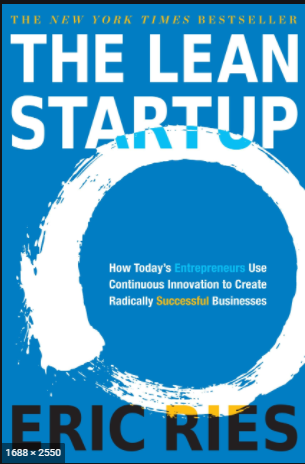 THE NEW YORK TIMES BESTSELLER
THE LEAN
STARTUP
How Today's Entrepreneurs Use
Continuous Innovation to Create
Radically Successful Businesses
ERIC RIES
1688 × 2550